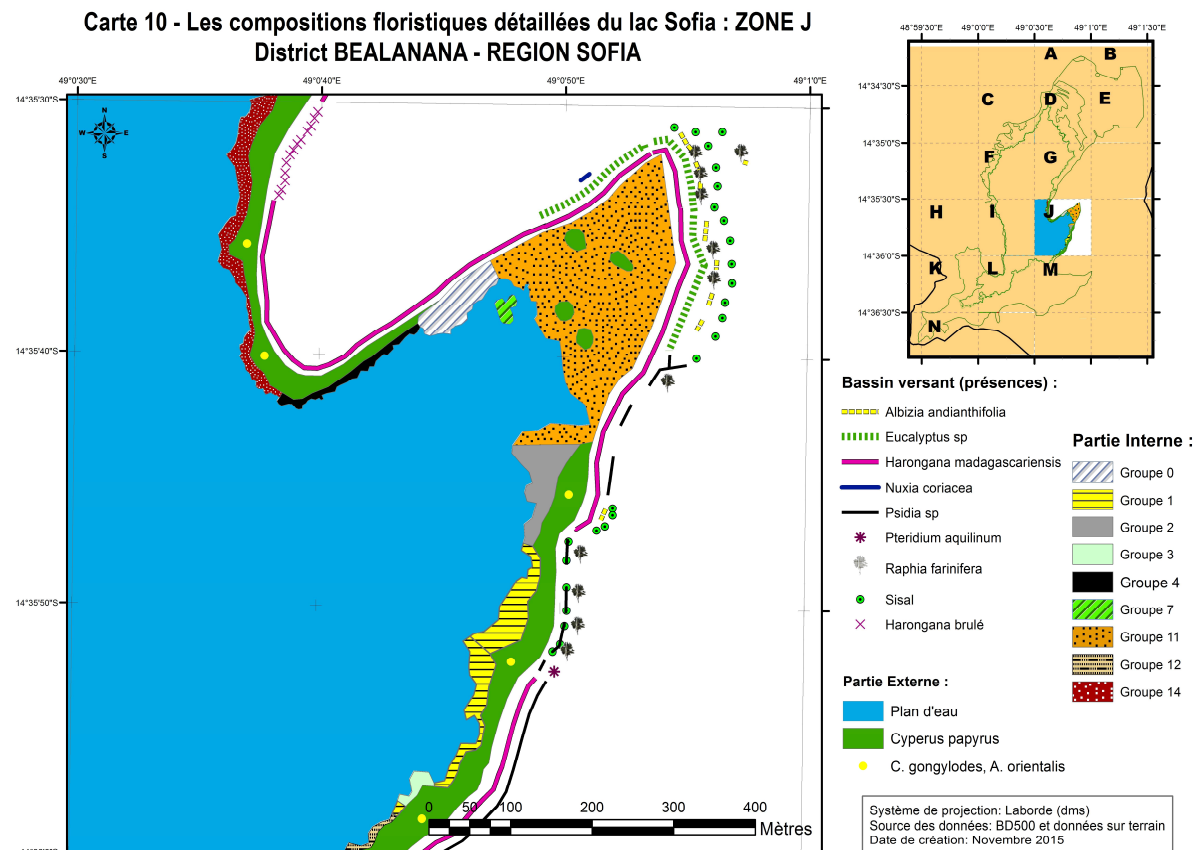 Carte 10 - Les compositions floristiques détaillées du lac Sofia : ZONE J
District BEALANANA - REGION SOFIA
49°0'30"E
49°0'40"E
49°0'50"E
49°1'0"E
14°35'30"S
14°35'40"S
14°35'50"S
N
W
E
S
0 50 100 200 300 400
Mètres
48°59'30"E
49°0'0"E
49°0'30"E
49°1'0"E
49°1'30"E
14°34'30"S
14°35'0"S
14°35'30"S
14°36'0"S
14°36'30"S
A
B
C
D
E
F
G
H
I
J
K
L
M
N
Bassin versant (présences) :
Albizia andianthifolia
Eucalyptus sp
Harongana madagascariensis
Nuxia coriacea
Psidia sp
Pteridium aquilinum
Raphia farinifera
Sisal
Harongana brulé
Partie Externe :
Plan d'eau
Cyperus papyrus
C. gongylodes, A. orientalis
Partie Interne :
Groupe 0
Groupe 1
Groupe 2
Groupe 3
Groupe 4
Groupe 7
Groupe 11
Groupe 12
Groupe 14
Système de projection: Laborde (dms)
Source des données: BD500 et données sur terrain
Date de création: Novembre 2015